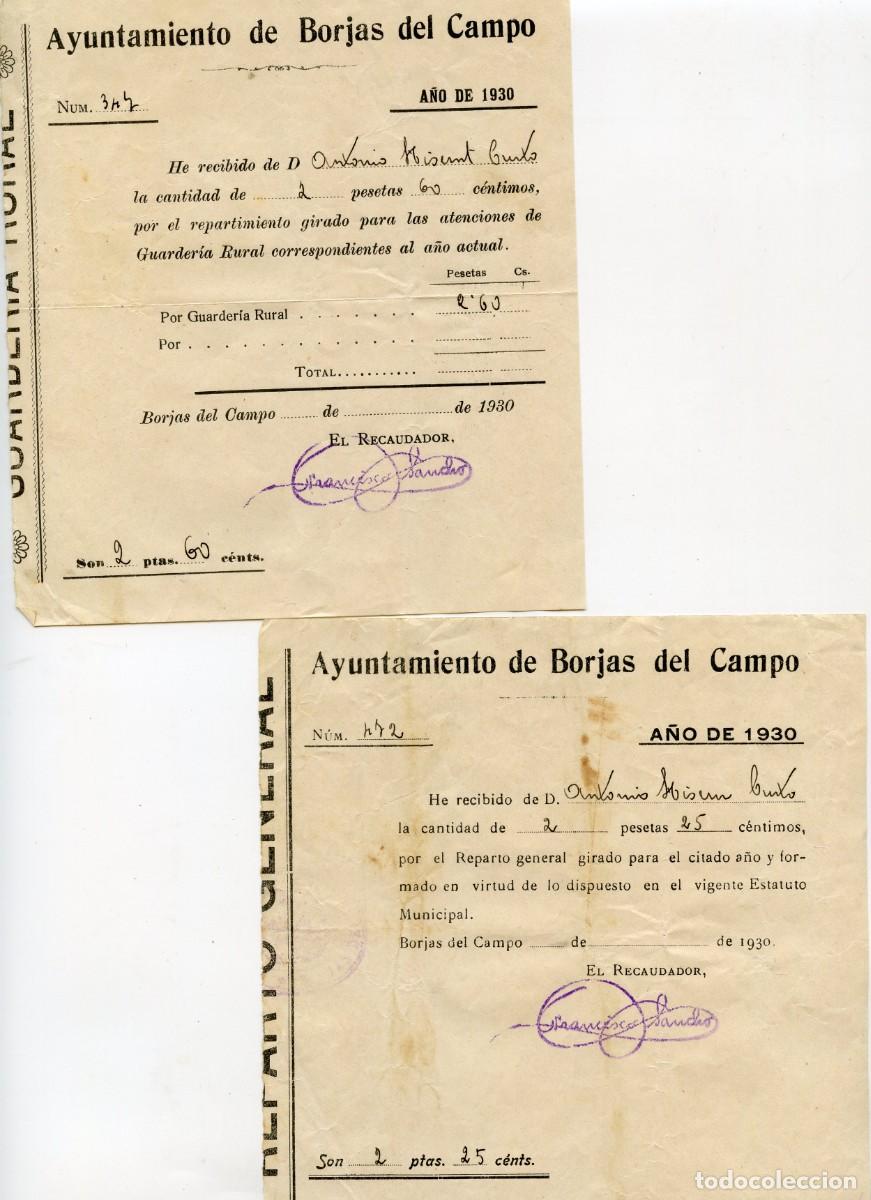 GUARDERIA RURAL
Ayuntamiento de Borjas del Campo
NUM. 347
AÑO DE 1930
He recibido de D Antonio
la cantidad de 2 pesetas 60 céntimos,
por el repartimiento girado para las atenciones de
Guardería Rural correspondientes al año actual.
Pesetas Cs.
Por Guardería Rural . . . . . . . 2'60
Por . . . . . . . . . . . . .
TOTAL..........
Borjas del Campo ........ de ........................ de 1930
EL RECAUDADOR,
Francisco Sancho
Son 2 ptas. 60 cénts.
REPARTO GENERAL
Ayuntamiento de Borjas del Campo
NÚM. 472
AÑO DE 1930
He recibido de D. Antonio
la cantidad de 2 pesetas 25 céntimos,
por el Reparto general girado para el citado año y for-
mado en virtud de lo dispuesto en el vigente Estatuto
Municipal.
Borjas del Campo ........ de ........................ de 1930.
EL RECAUDADOR,
Francisco Sancho
Son 2 ptas. 25 cénts.
todocoleccion.net